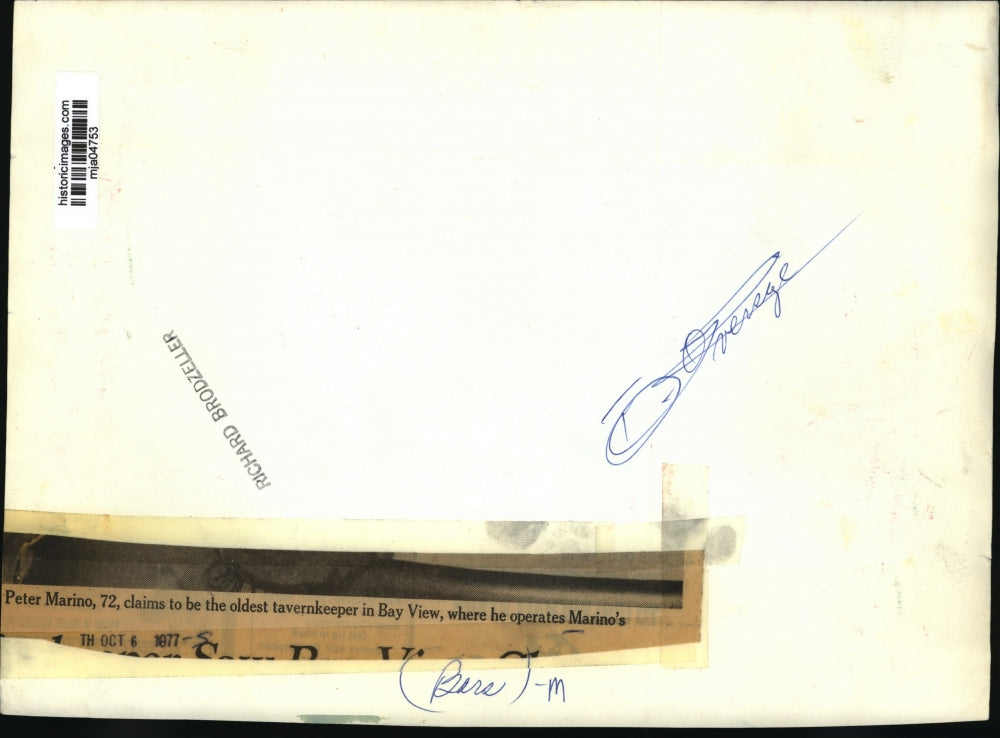 historicimages.com
mja04753
RICHARD BRODZELLER
Peter Marino, 72, claims to be the oldest tavernkeeper in Bay View, where he operates Marino's
TH OCT 6 1977-S
(Bars)-m